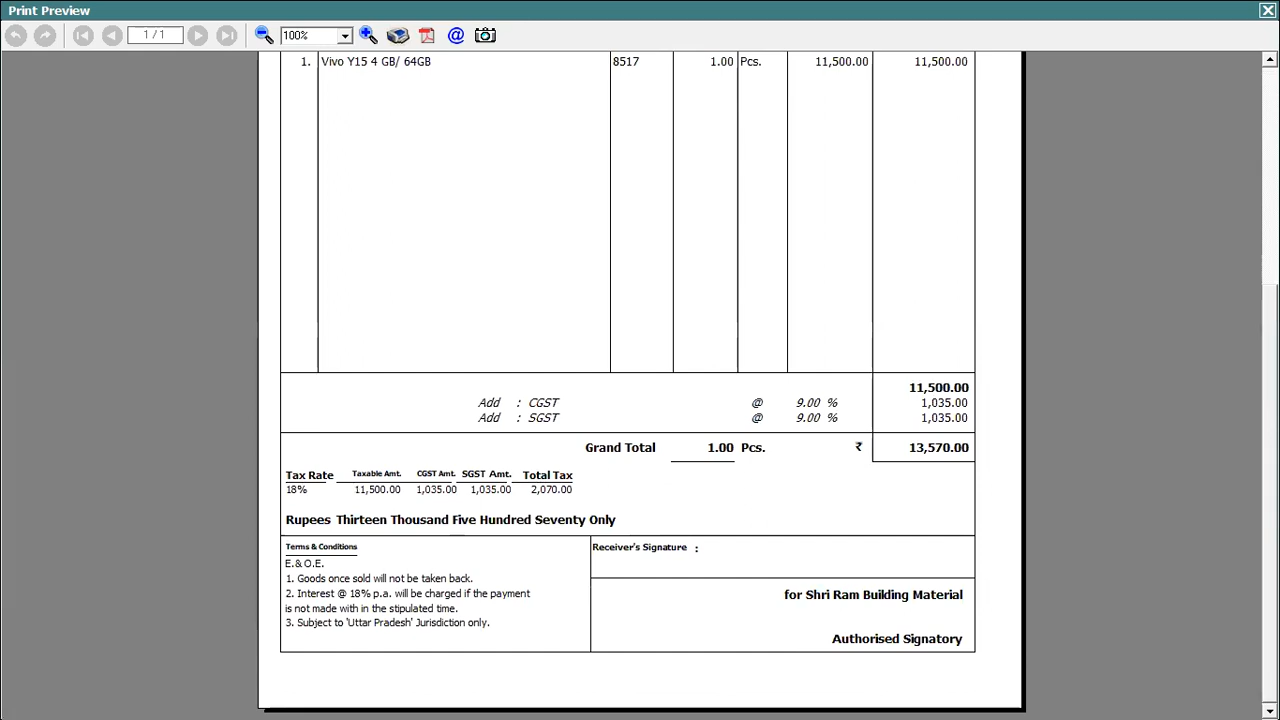 Print Preview
1 / 1 100%
1. Vivo Y15 4 GB/ 64GB 8517 1.00 Pcs. 11,500.00 11,500.00
11,500.00
Add : CGST @ 9.00 % 1,035.00
Add : SGST @ 9.00 % 1,035.00
Grand Total 1.00 Pcs. ₹ 13,570.00
Tax Rate Taxable Amt. CGST Amt. SGST Amt. Total Tax
18% 11,500.00 1,035.00 1,035.00 2,070.00
Rupees Thirteen Thousand Five Hundred Seventy Only
Terms & Conditions
E.& O.E.
1. Goods once sold will not be taken back.
2. Interest @ 18% p.a. will be charged if the payment
is not made with in the stipulated time.
3. Subject to 'Uttar Pradesh' Jurisdiction only.
Receiver's Signature :
for Shri Ram Building Material
Authorised Signatory